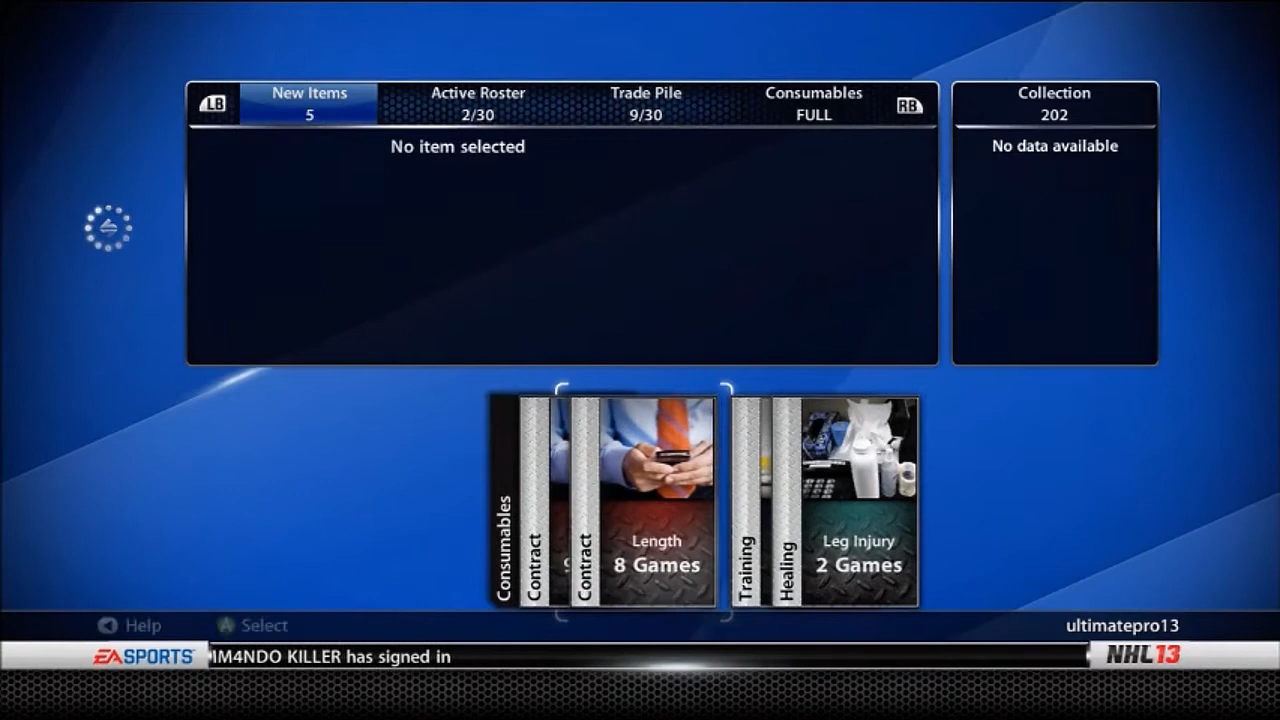 LB
New Items
5
Active Roster
2/30
Trade Pile
9/30
Consumables
FULL
RB
Collection
202
No item selected
No data available
Consumables
Contract
Contract
Length
8 Games
Training
Healing
Leg Injury
2 Games
Help
A Select
ultimatepro13
EA SPORTS
IM4NDO KILLER has signed in
NHL 13